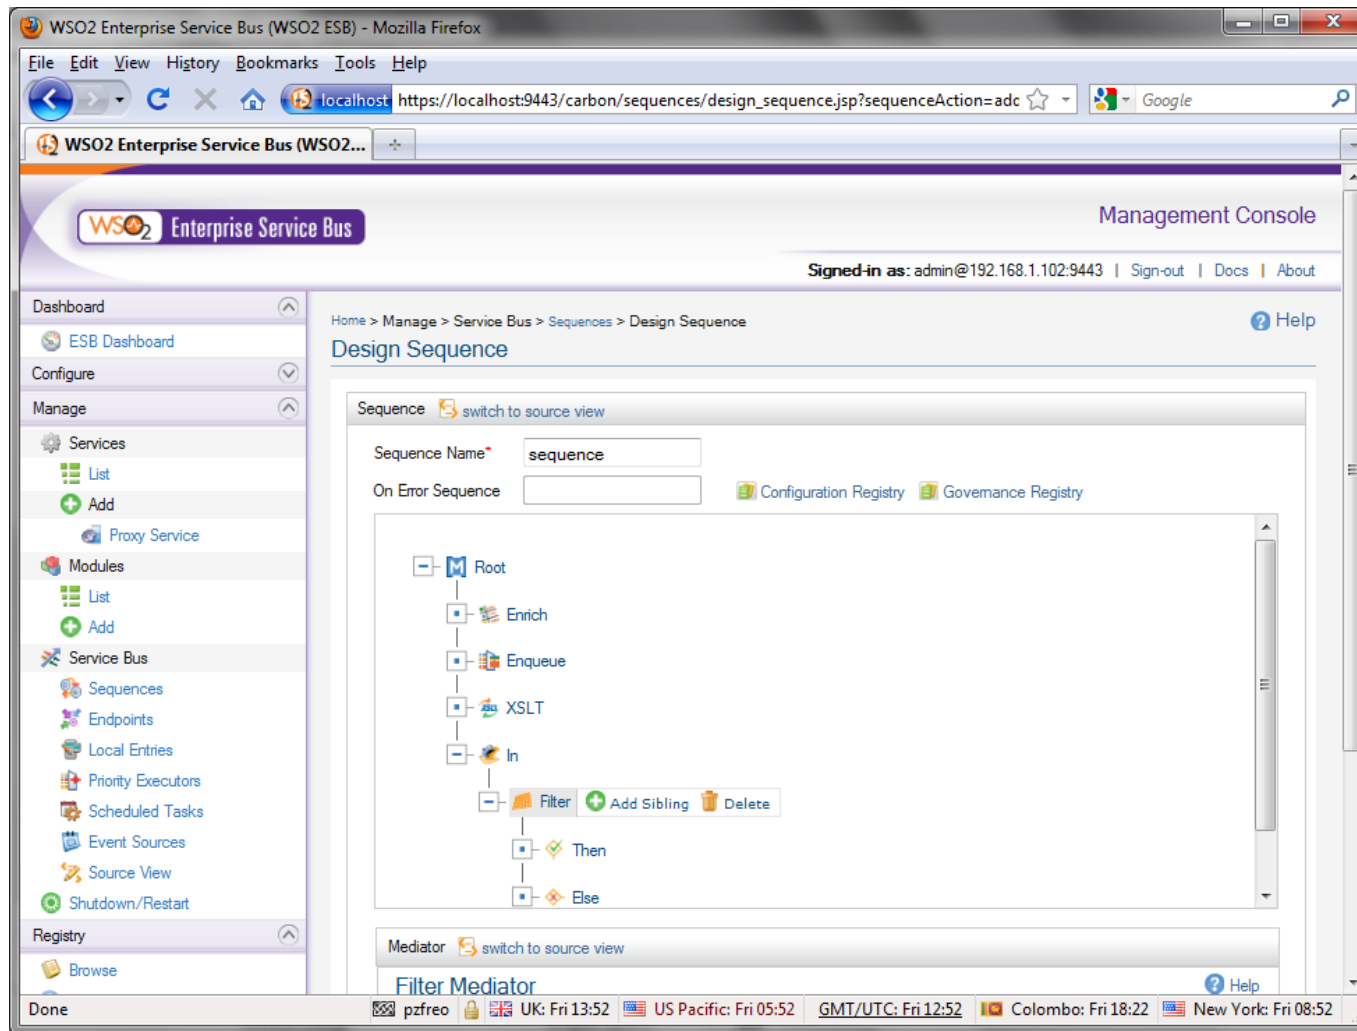 WSO2 Enterprise Service Bus (WSO2 ESB) - Mozilla Firefox
File Edit View History Bookmarks Tools Help
localhost https://localhost:9443/carbon/sequences/design_sequence.jsp?sequenceAction=adc Google
WSO2 Enterprise Service Bus (WSO2...
WSO2 Enterprise Service Bus
Management Console
Signed-in as: admin@192.168.1.102:9443 | Sign-out | Docs | About
Dashboard
ESB Dashboard
Configure
Manage
Services
List
Add
Proxy Service
Modules
List
Add
Service Bus
Sequences
Endpoints
Local Entries
Priority Executors
Scheduled Tasks
Event Sources
Source View
Shutdown/Restart
Registry
Browse
Home > Manage > Service Bus > Sequences > Design Sequence
Help
Design Sequence
Sequence switch to source view
Sequence Name* sequence
On Error Sequence Configuration Registry Governance Registry
Root
Enrich
Enqueue
XSLT
In
Filter Add Sibling Delete
Then
Else
Mediator switch to source view
Filter Mediator Help
Done pzfreo UK: Fri 13:52 US Pacific: Fri 05:52 GMT/UTC: Fri 12:52 Colombo: Fri 18:22 New York: Fri 08:52